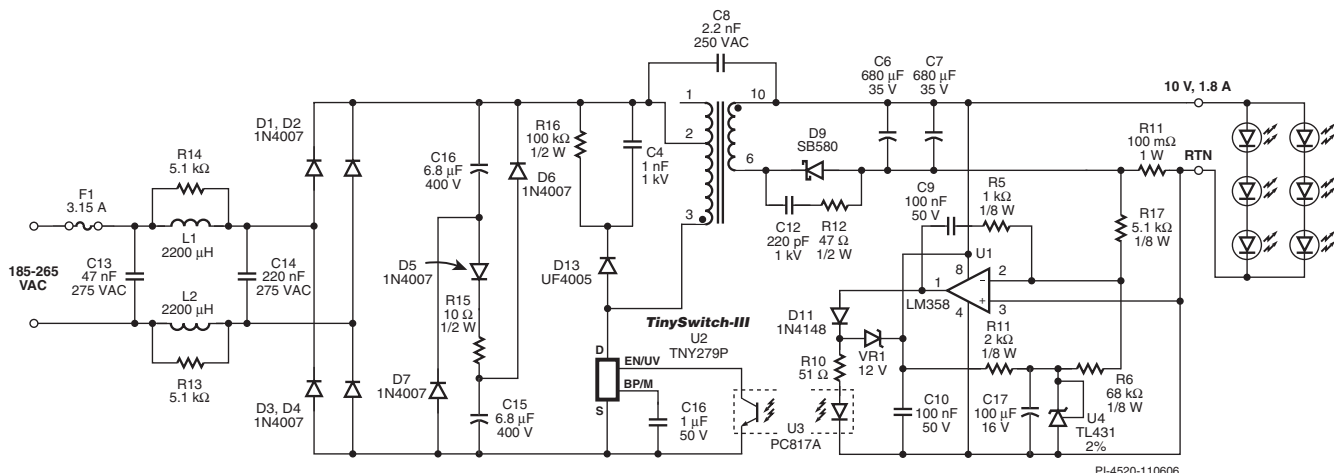 C8
2.2 nF
250 VAC
C6
680 μF
35 V
C7
680 μF
35 V
10 V, 1.8 A
1
10
D1, D2
1N4007
R16
100 kΩ
1/2 W
2
D9
SB580
R11
100 mΩ
1 W
R14
5.1 kΩ
C16
6.8 μF
400 V
D6
1N4007
C4
1 nF
1 kV
6
RTN
F1
3.15 A
C9
100 nF
50 V
R5
1 kΩ
1/8 W
3
C12
220 pF
1 kV
R12
47 Ω
1/2 W
R17
5.1 kΩ
1/8 W
L1
2200 μH
185-265
VAC
C13
47 nF
275 VAC
C14
220 nF
275 VAC
D5
1N4007
D13
UF4005
U1
8
2
1
LM358
4
3
L2
2200 μH
R15
10 Ω
1/2 W
TinySwitch-III
U2
TNY279P
D11
1N4148
D
EN/UV
BP/M
S
VR1
12 V
R11
2 kΩ
1/8 W
R10
51 Ω
R13
5.1 kΩ
D7
1N4007
R6
68 kΩ
1/8 W
D3, D4
1N4007
C15
6.8 μF
400 V
C16
1 μF
50 V
U3
PC817A
C10
100 nF
50 V
C17
100 μF
16 V
U4
TL431
2%
PI-4520-110606